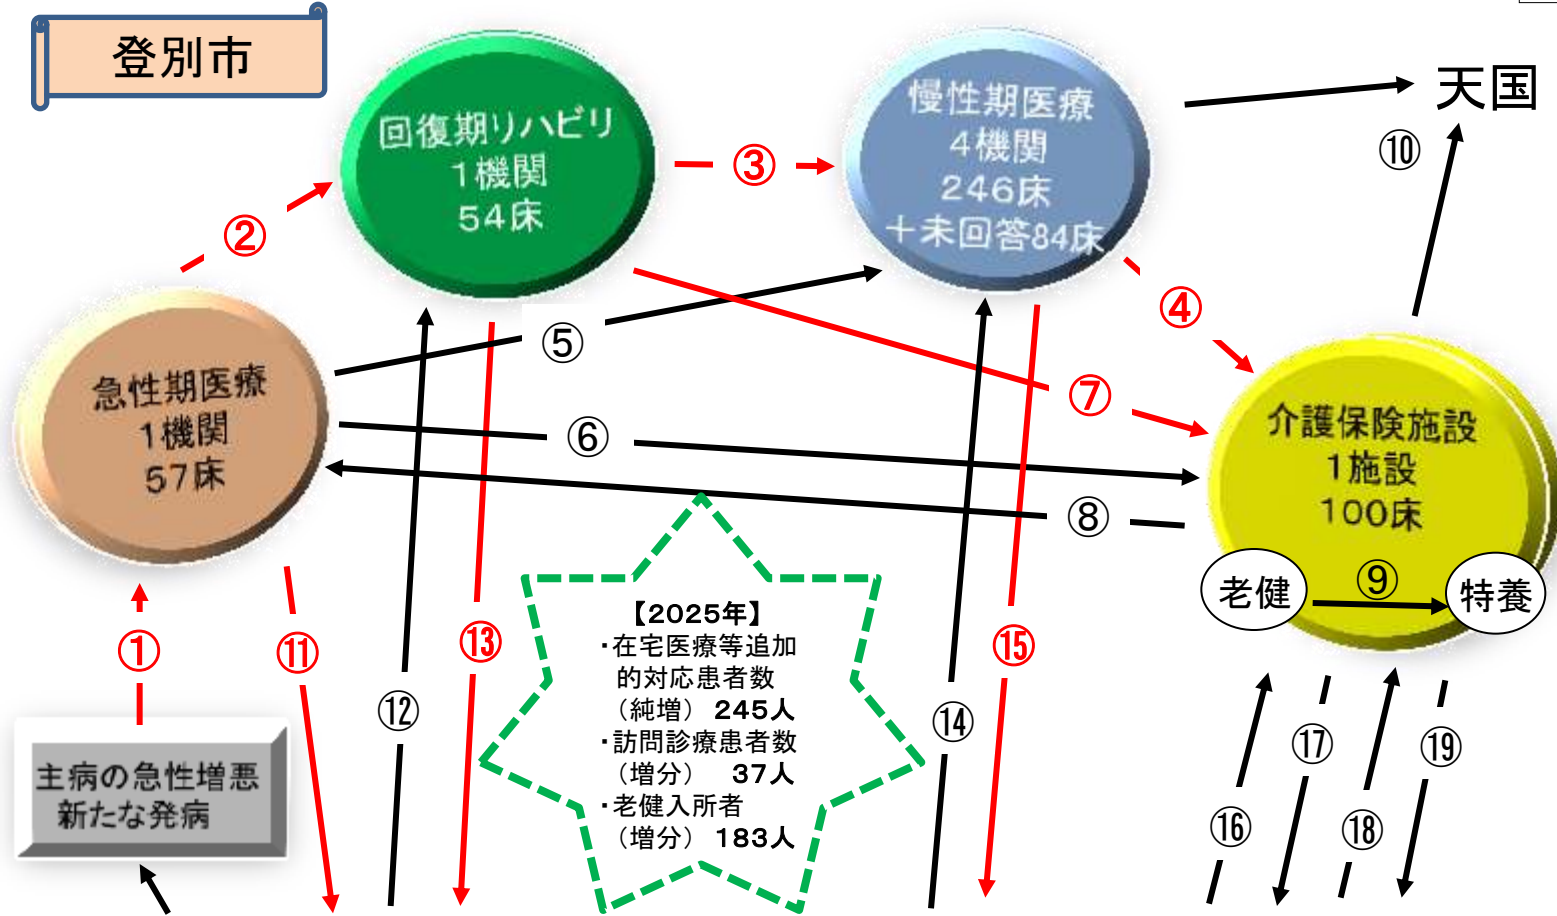 登別市
回復期リハビリ
1機関
54床
慢性期医療
4機関
246床
＋未回答84床
天国
⑩
②
③
④
急性期医療
1機関
57床
⑤
⑥
⑦
⑧
介護保険施設
1施設
100床
老健
⑨
特養
①
⑪
⑫
⑬
【2025年】
・在宅医療等追加
的対応患者数
（純増） 245人
・訪問診療患者数
（増分） 37人
・老健入所者
（増分） 183人
⑭
⑮
⑯
⑰
⑱
⑲
主病の急性増悪
新たな発病